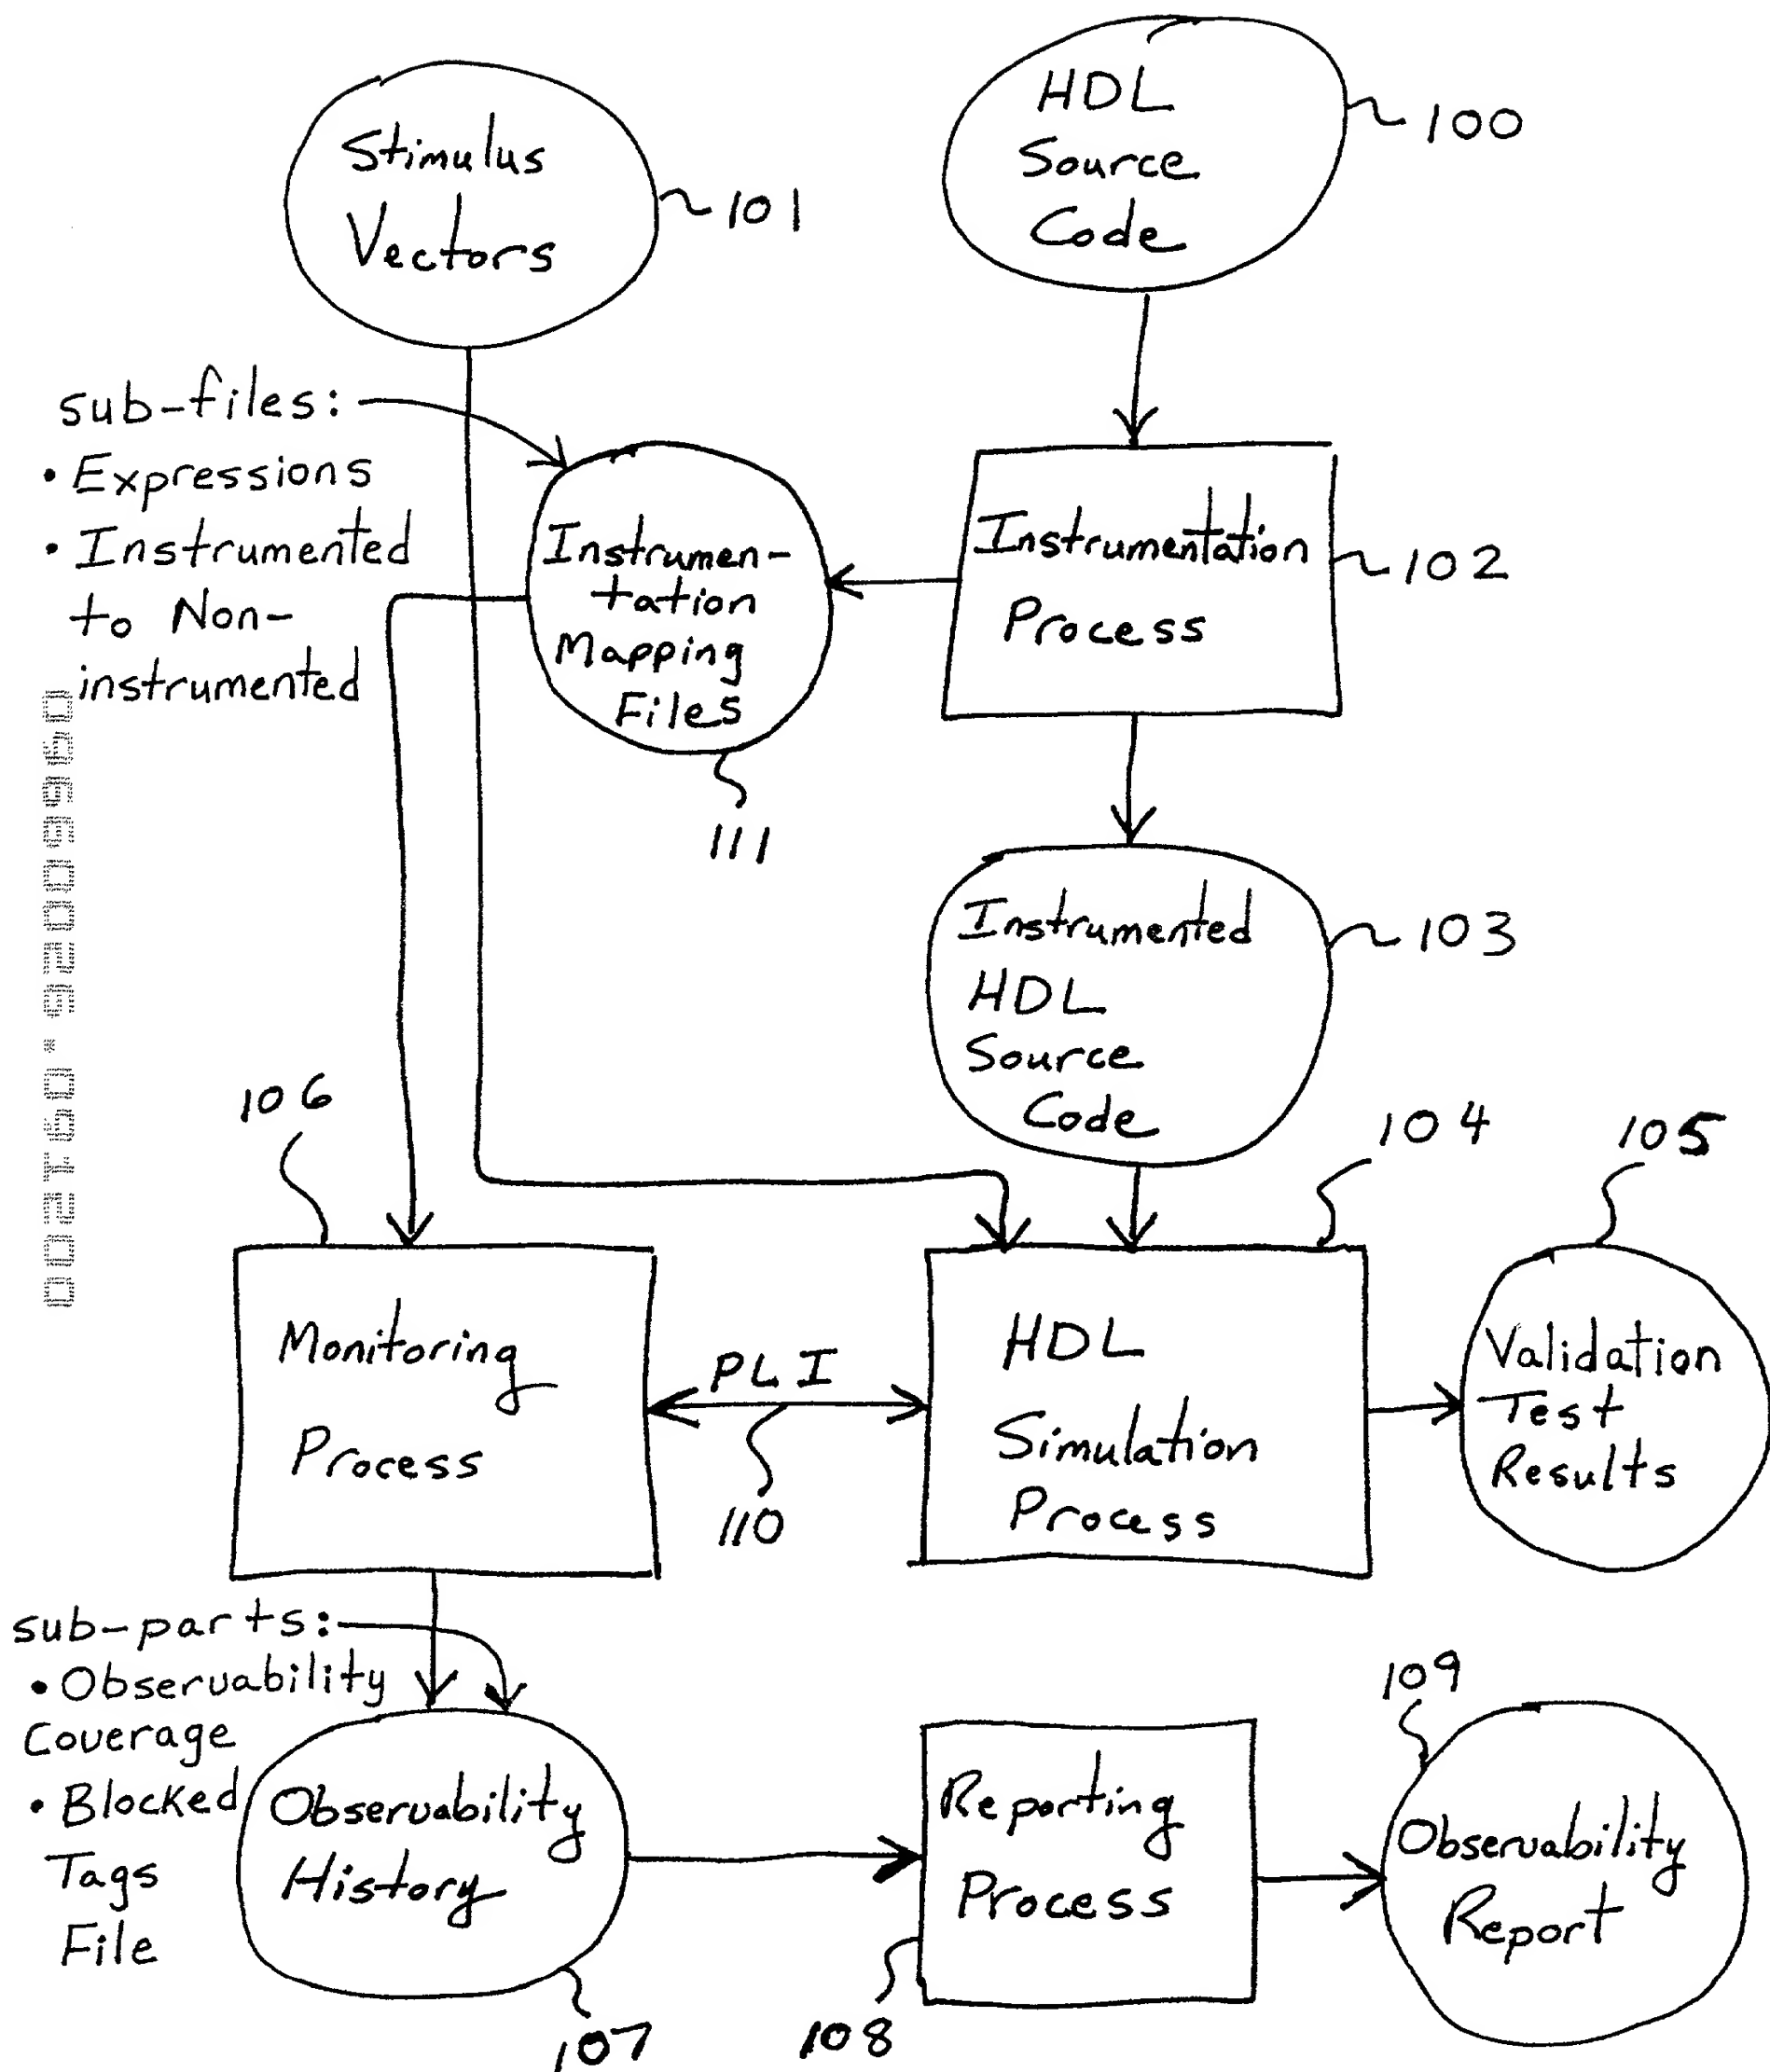 HDL
Source
Code
100
Stimulus
Vectors
101
sub-files:
• Expressions
• Instrumented
to Non-
instrumented
Instrumen-
tation
Mapping
Files
111
Instrumentation
Process
102
Instrumented
HDL
Source
Code
103
106
104
105
Monitoring
Process
PLI
110
HDL
Simulation
Process
Validation
Test
Results
sub-parts:
• Observability
Coverage
• Blocked
Tags
File
Observability
History
107
Reporting
Process
108
109
Observability
Report